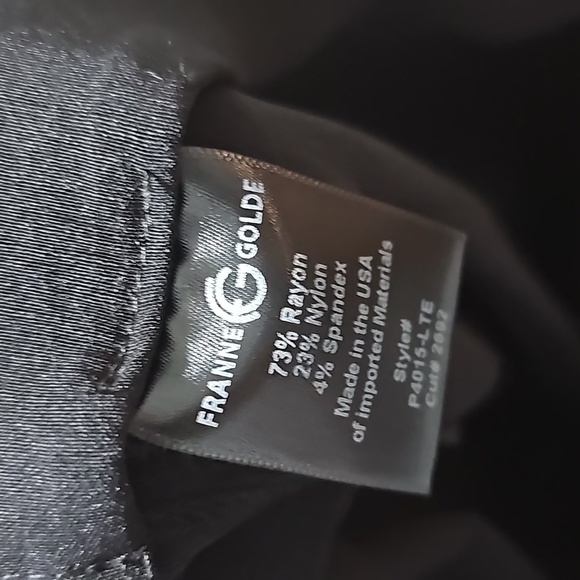 FRANNE G GOLDE
73% Rayon
23% Nylon
4% Spandex
Made in the USA
of imported Materials
Style#
P4015-LTE
Cut# 2692